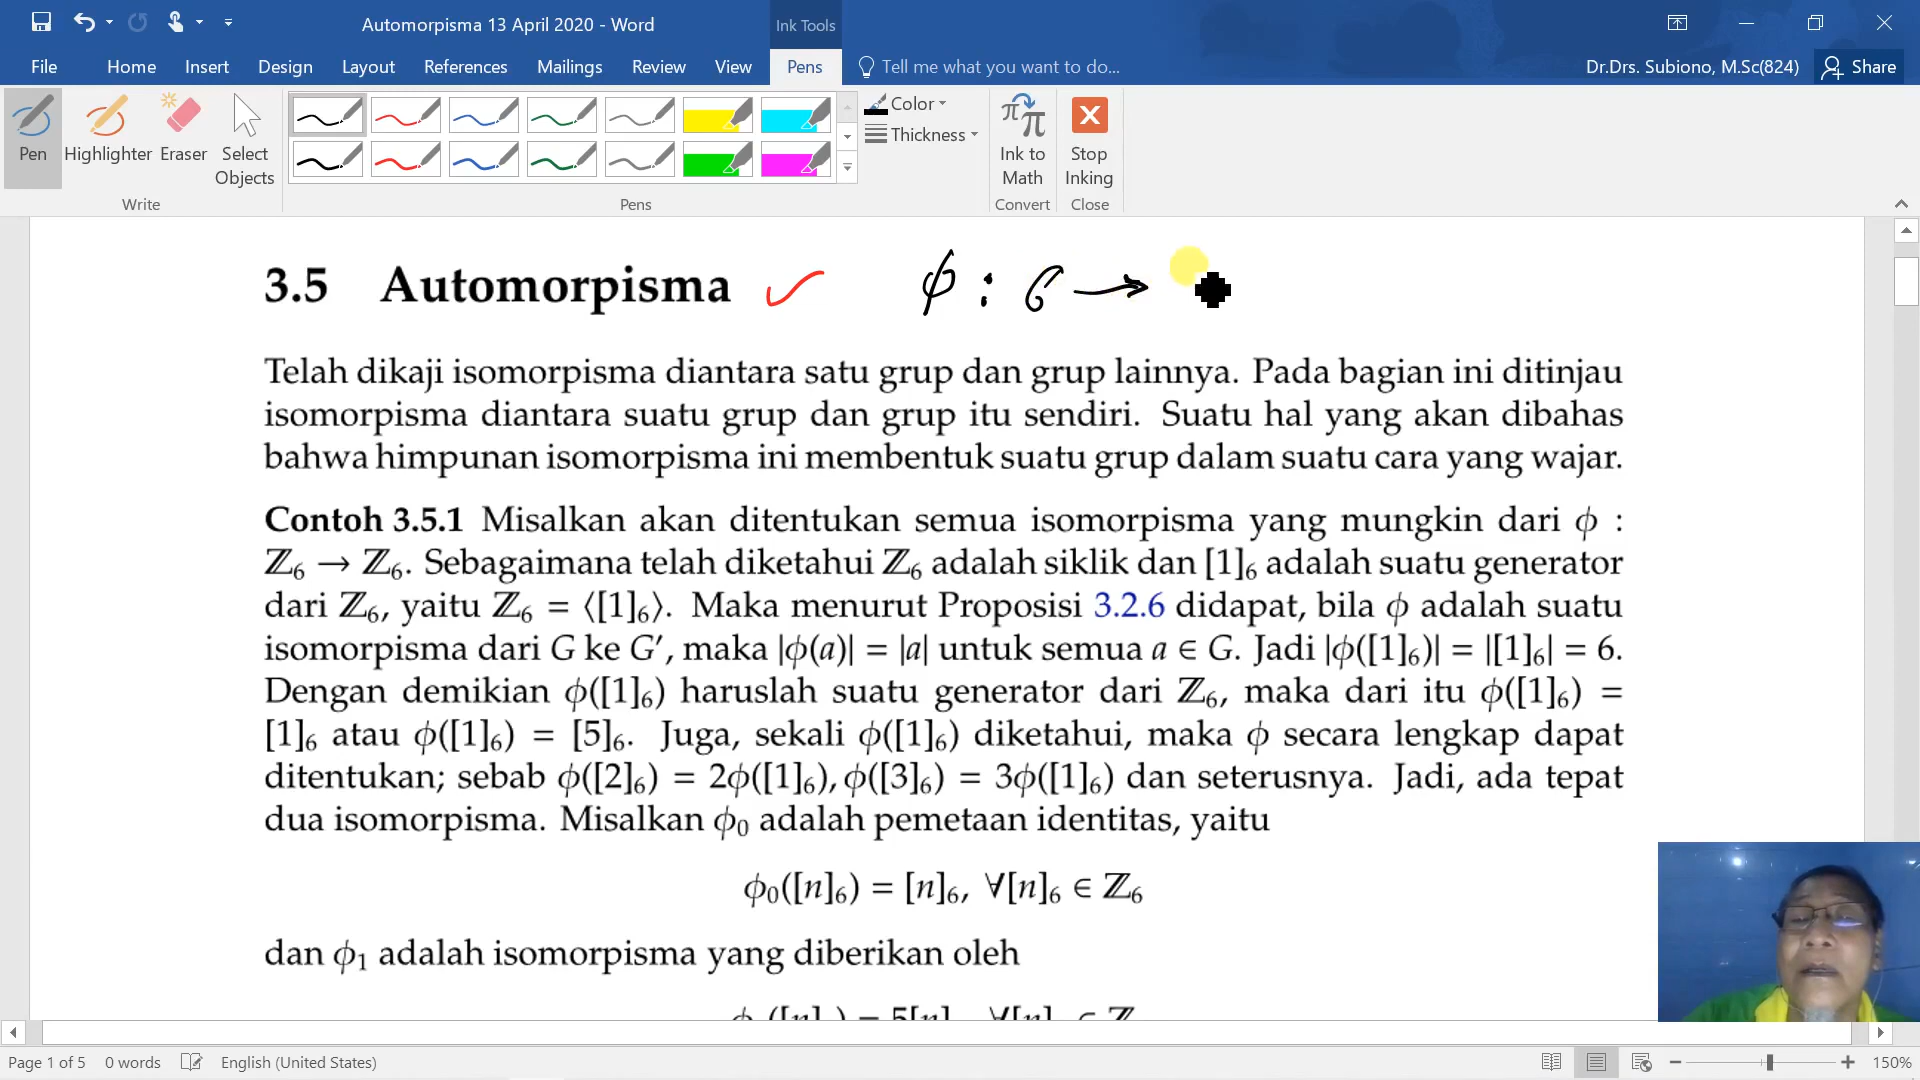 Automorpisma 13 April 2020 - Word
Ink Tools
File Home Insert Design Layout References Mailings Review View Pens Tell me what you want to do... Dr.Drs. Subiono, M.Sc(824) Share
Pen Highlighter Eraser Select Objects
Color
Thickness
Ink to Math
Stop Inking
Write Pens Convert Close
3.5 Automorpisma
ϕ : G →
Telah dikaji isomorpisma diantara satu grup dan grup lainnya. Pada bagian ini ditinjau
isomorpisma diantara suatu grup dan grup itu sendiri. Suatu hal yang akan dibahas
bahwa himpunan isomorpisma ini membentuk suatu grup dalam suatu cara yang wajar.
Contoh 3.5.1 Misalkan akan ditentukan semua isomorpisma yang mungkin dari ϕ :
ℤ₆ → ℤ₆. Sebagaimana telah diketahui ℤ₆ adalah siklik dan [1]₆ adalah suatu generator
dari ℤ₆, yaitu ℤ₆ = ⟨[1]₆⟩. Maka menurut Proposisi 3.2.6 didapat, bila ϕ adalah suatu
isomorpisma dari G ke G′, maka |ϕ(a)| = |a| untuk semua a ∈ G. Jadi |ϕ([1]₆)| = |[1]₆| = 6.
Dengan demikian ϕ([1]₆) haruslah suatu generator dari ℤ₆, maka dari itu ϕ([1]₆) =
[1]₆ atau ϕ([1]₆) = [5]₆. Juga, sekali ϕ([1]₆) diketahui, maka ϕ secara lengkap dapat
ditentukan; sebab ϕ([2]₆) = 2ϕ([1]₆), ϕ([3]₆) = 3ϕ([1]₆) dan seterusnya. Jadi, ada tepat
dua isomorpisma. Misalkan ϕ₀ adalah pemetaan identitas, yaitu
ϕ₀([n]₆) = [n]₆, ∀[n]₆ ∈ ℤ₆
dan ϕ₁ adalah isomorpisma yang diberikan oleh
Page 1 of 5 0 words English (United States) 150%